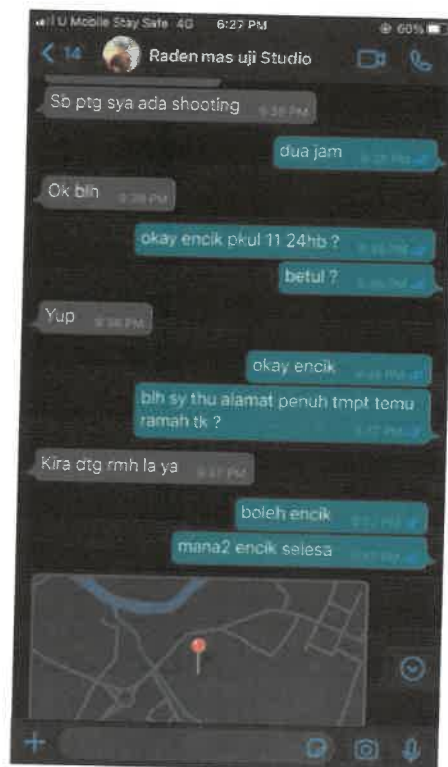 U Mobile Stay Safe 4G 6:27 PM 60%
14 Raden mas uji Studio
Sb ptg sya ada shooting
dua jam
Ok blh
okay encik pkul 11 24hb ?
betul ?
Yup
okay encik
blh sy thu alamat penuh tmpt temu
ramah tk ?
Kira dtg rmh la ya
boleh encik
mana2 encik selesa